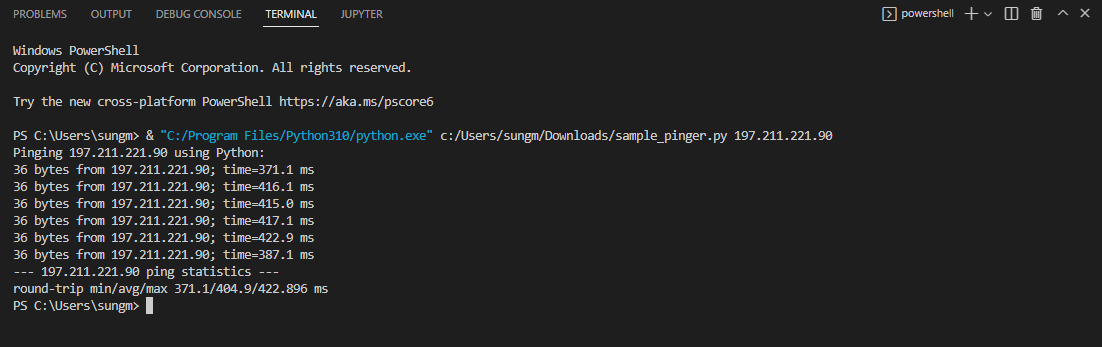 PROBLEMS OUTPUT DEBUG CONSOLE TERMINAL JUPYTER powershell
Windows PowerShell
Copyright (C) Microsoft Corporation. All rights reserved.
Try the new cross-platform PowerShell https://aka.ms/pscore6
PS C:\Users\sungm> & "C:/Program Files/Python310/python.exe" c:/Users/sungm/Downloads/sample_pinger.py 197.211.221.90
Pinging 197.211.221.90 using Python:
36 bytes from 197.211.221.90; time=371.1 ms
36 bytes from 197.211.221.90; time=416.1 ms
36 bytes from 197.211.221.90; time=415.0 ms
36 bytes from 197.211.221.90; time=417.1 ms
36 bytes from 197.211.221.90; time=422.9 ms
36 bytes from 197.211.221.90; time=387.1 ms
--- 197.211.221.90 ping statistics ---
round-trip min/avg/max 371.1/404.9/422.896 ms
PS C:\Users\sungm>